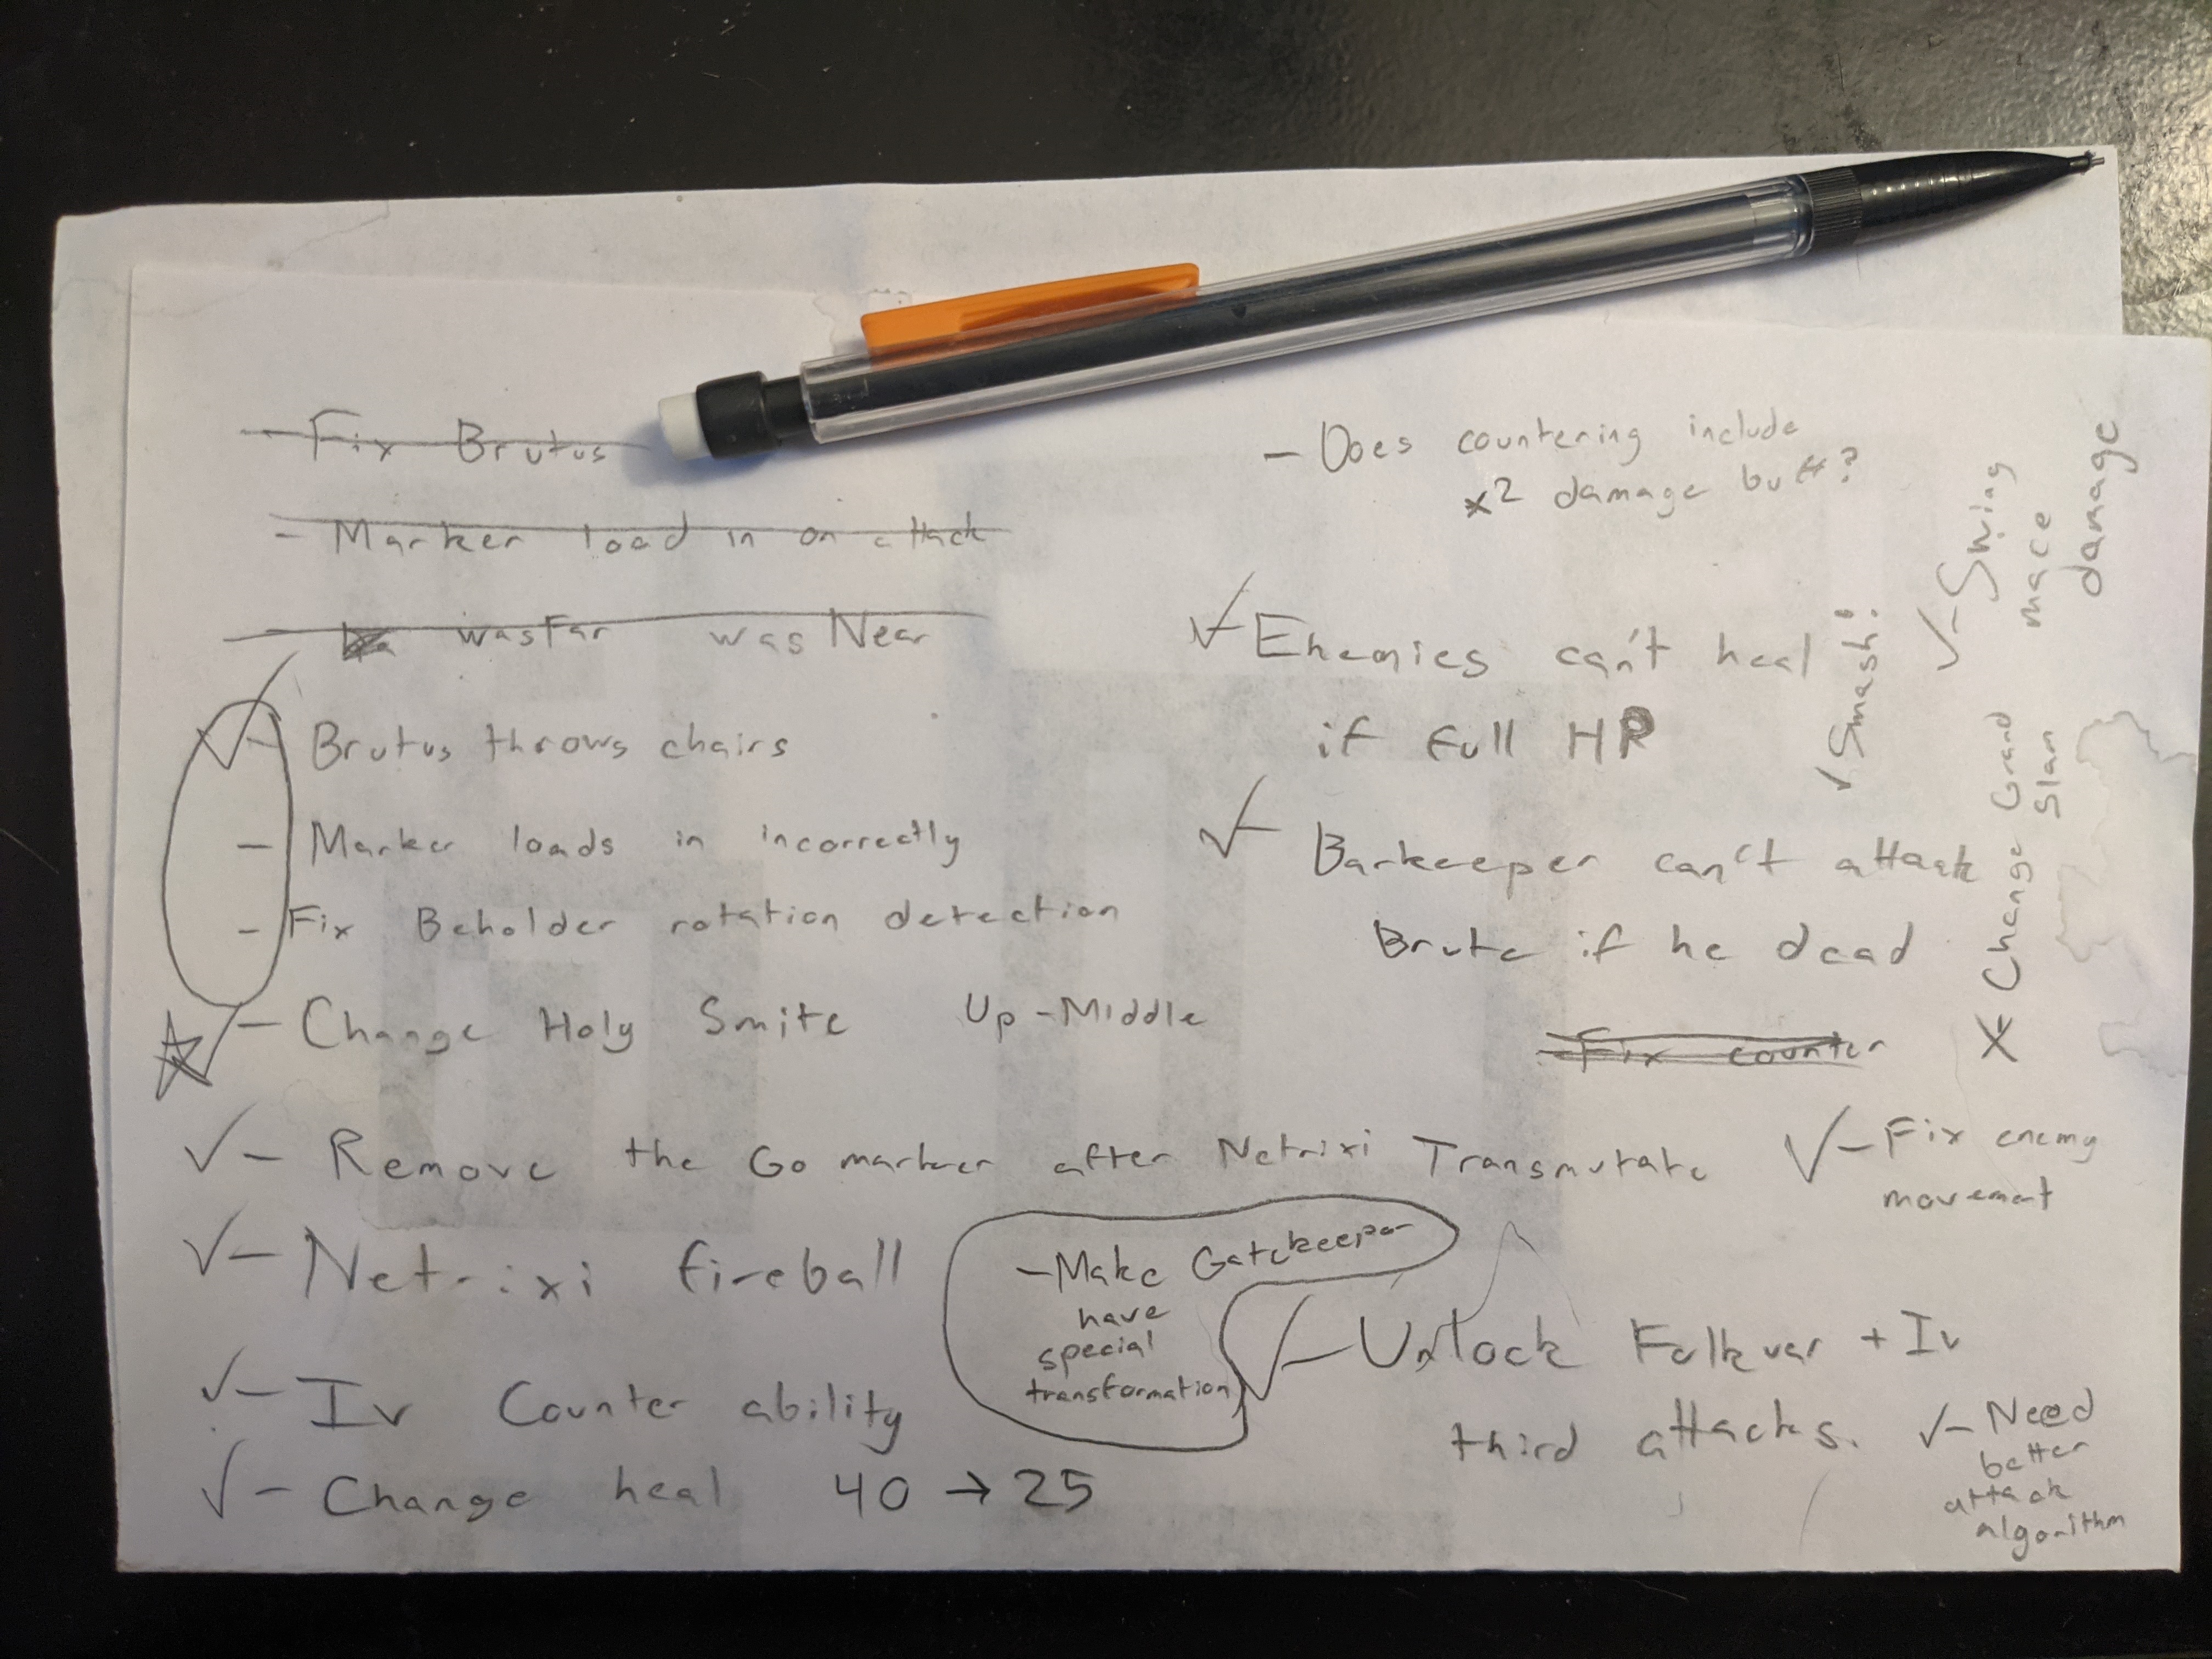 - Fix Brutus
- Marker load in on attack
- wasFar was Near
- Brutus throws chairs
- Marker loads in incorrectly
- Fix Beholder rotation detection
- Change Holy Smite Up-Middle
- Remove the Go marker after Netrixi Transmutate
- Netrixi fireball
- Iv Counter ability
- Change heal 40 → 25
- Make Gatekeeper
have
special
transformation
- Does countering include
x2 damage buff?
- Enemies can't heal
if full HP
- Barkeeper can't attack
Brute if he dead
- Fix counter
- Fix enemy
movement
- Unlock Folkvar + Iv
third attacks.
- Need
better
attack
algorithm
Smash!
- Swing
mace
damage
- Change Grand
Slam